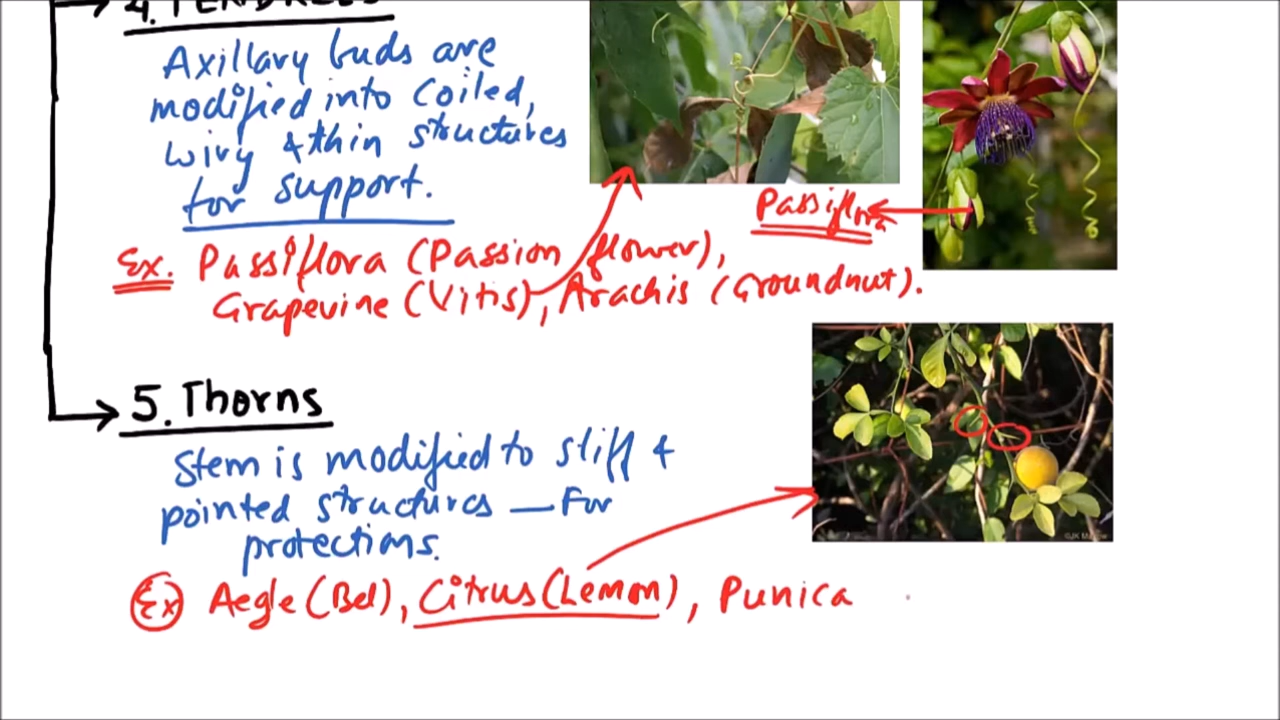 4. TENDRILS
Axillary buds are
modified into coiled,
wiry & thin structures
for support.
Passiflora
Ex. Passiflora (Passion flower),
Grapevine (Vitis), Arachis (Groundnut).
5. Thorns
Stem is modified to stiff &
pointed structures — For
protections.
Ex Aegle (Bel), Citrus (Lemon), Punica